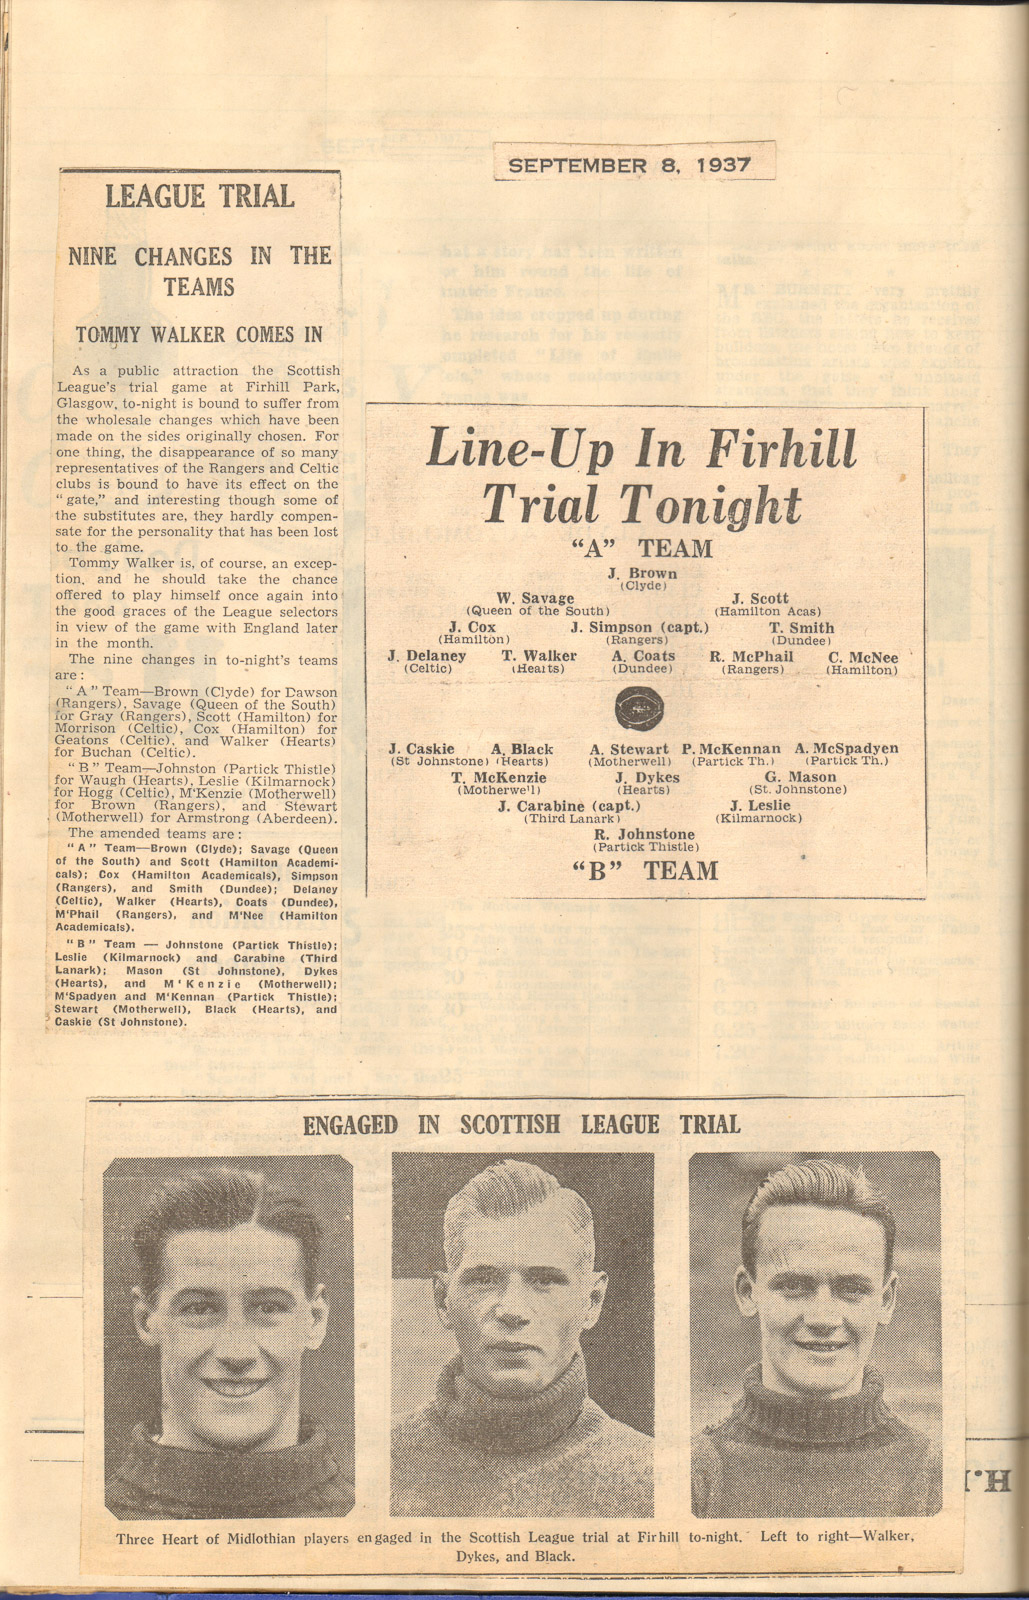 SEPTEMBER 8, 1937
LEAGUE TRIAL
NINE CHANGES IN THE
TEAMS
TOMMY WALKER COMES IN
As a public attraction the Scottish
League's trial game at Firhill Park,
Glasgow, to-night is bound to suffer from
the wholesale changes which have been
made on the sides originally chosen. For
one thing, the disappearance of so many
representatives of the Rangers and Celtic
clubs is bound to have its effect on the
"gate," and interesting though some of
the substitutes are, they hardly compen-
sate for the personality that has been lost
to the game.
Tommy Walker is, of course, an excep-
tion, and he should take the chance
offered to play himself once again into
the good graces of the League selectors
in view of the game with England later
in the month.
The nine changes in to-night's teams
are:
"A" Team—Brown (Clyde) for Dawson
(Rangers), Savage (Queen of the South)
for Gray (Rangers), Scott (Hamilton) for
Morrison (Celtic), Cox (Hamilton) for
Geatons (Celtic), and Walker (Hearts)
for Buchan (Celtic).
"B" Team—Johnston (Partick Thistle)
for Waugh (Hearts), Leslie (Kilmarnock)
for Hogg (Celtic), M'Kenzie (Motherwell)
for Brown (Rangers), and Stewart
(Motherwell) for Armstrong (Aberdeen).
The amended teams are:
"A" Team—Brown (Clyde); Savage (Queen
of the South) and Scott (Hamilton Academi-
cals); Cox (Hamilton Academicals), Simpson
(Rangers), and Smith (Dundee); Delaney
(Celtic), Walker (Hearts), Coats (Dundee),
M'Phail (Rangers), and M'Nee (Hamilton
Academicals).
"B" Team — Johnstone (Partick Thistle);
Leslie (Kilmarnock) and Carabine (Third
Lanark); Mason (St Johnstone), Dykes
(Hearts), and M'Kenzie (Motherwell);
M'Spadyen and M'Kennan (Partick Thistle);
Stewart (Motherwell), Black (Hearts), and
Caskie (St Johnstone).
Line-Up In Firhill
Trial Tonight
"A" TEAM
J. Brown
(Clyde)
W. Savage J. Scott
(Queen of the South) (Hamilton Acas)
J. Cox J. Simpson (capt.) T. Smith
(Hamilton) (Rangers) (Dundee)
J. Delaney T. Walker A. Coats R. McPhail C. McNee
(Celtic) (Hearts) (Dundee) (Rangers) (Hamilton)
J. Caskie A. Black A. Stewart P. McKennan A. McSpadyen
(St Johnstone) (Hearts) (Motherwell) (Partick Th.) (Partick Th.)
T. McKenzie J. Dykes G. Mason
(Motherwell) (Hearts) (St. Johnstone)
J. Carabine (capt.) J. Leslie
(Third Lanark) (Kilmarnock)
R. Johnstone
(Partick Thistle)
"B" TEAM
ENGAGED IN SCOTTISH LEAGUE TRIAL
Three Heart of Midlothian players engaged in the Scottish League trial at Firhill to-night. Left to right—Walker,
Dykes, and Black.